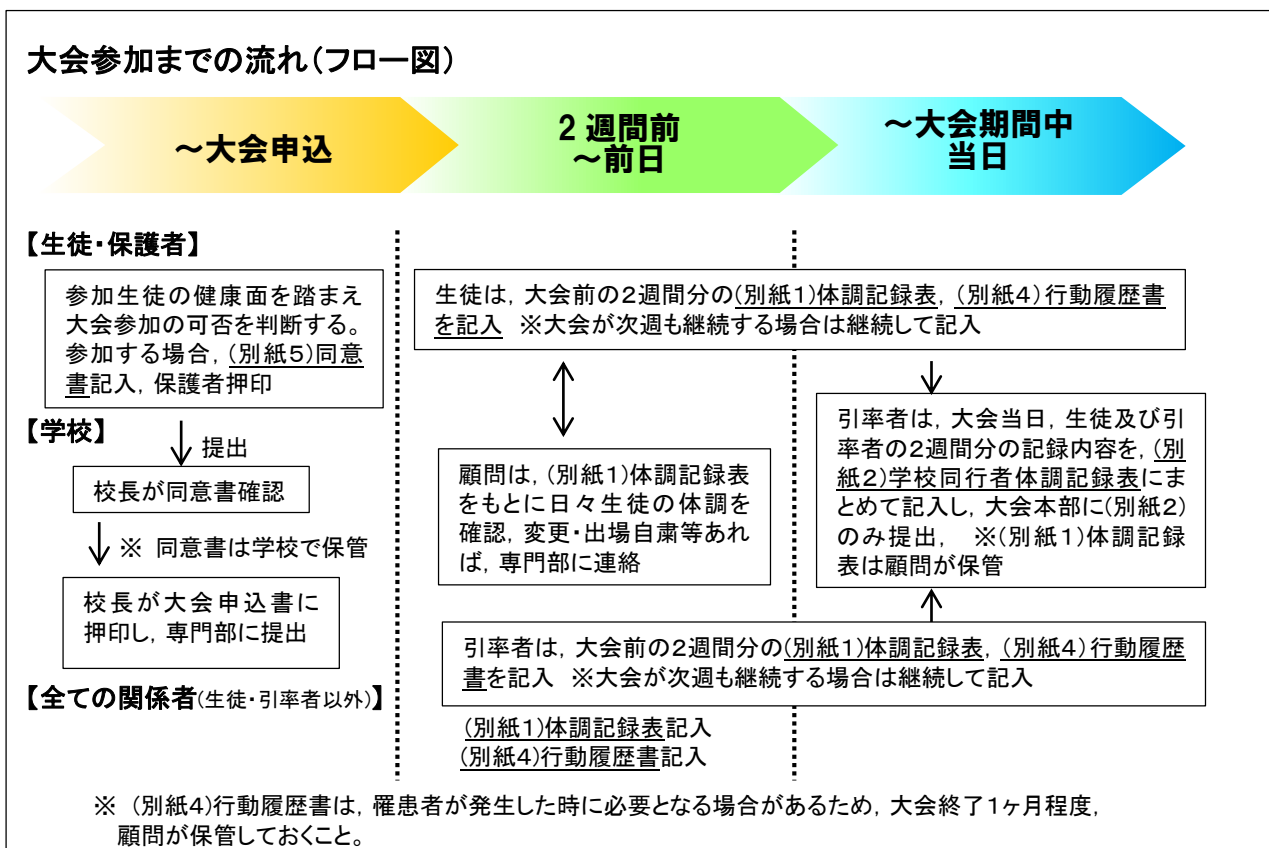 大会参加までの流れ(フロー図)
～大会申込
2週間前
～前日
～大会期間中
当日
【生徒・保護者】
参加生徒の健康面を踏まえ
大会参加の可否を判断する。
参加する場合，(別紙5)同意
書記入，保護者押印
生徒は，大会前の2週間分の(別紙1)体調記録表，(別紙4)行動履歴書
を記入　※大会が次週も継続する場合は継続して記入
【学校】
提出
校長が同意書確認
※ 同意書は学校で保管
校長が大会申込書に
押印し，専門部に提出
顧問は，(別紙1)体調記録表
をもとに日々生徒の体調を
確認，変更・出場自粛等あれ
ば，専門部に連絡
引率者は，大会当日，生徒及び引
率者の2週間分の記録内容を，(別
紙2)学校同行者体調記録表にま
とめて記入し，大会本部に(別紙2)
のみ提出，　※(別紙1)体調記録
表は顧問が保管
引率者は，大会前の2週間分の(別紙1)体調記録表，(別紙4)行動履歴
書を記入　※大会が次週も継続する場合は継続して記入
【全ての関係者(生徒・引率者以外)】
(別紙1)体調記録表記入
(別紙4)行動履歴書記入
※ (別紙4)行動履歴書は，罹患者が発生した時に必要となる場合があるため，大会終了1ヶ月程度，
顧問が保管しておくこと。